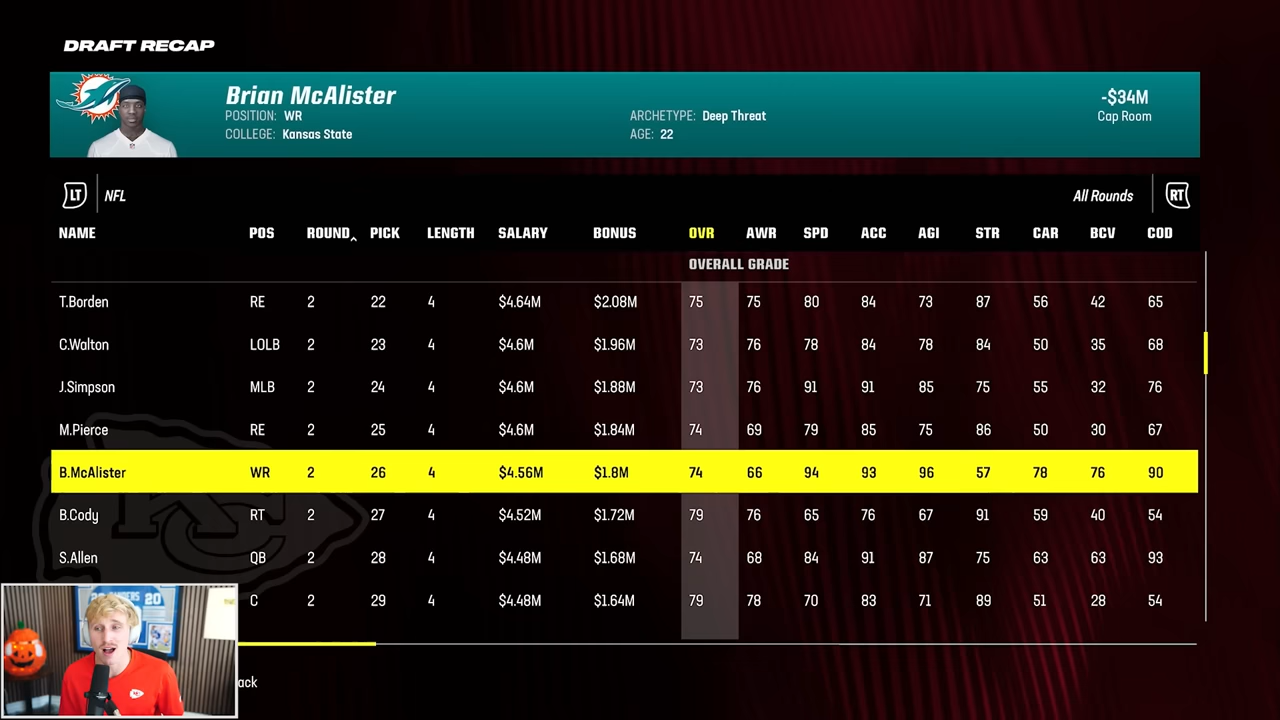 DRAFT RECAP
Brian McAlister
POSITION: WR
COLLEGE: Kansas State
ARCHETYPE: Deep Threat
AGE: 22
-$34M
Cap Room
LT NFL All Rounds RT
NAME POS ROUND PICK LENGTH SALARY BONUS OVR AWR SPD ACC AGI STR CAR BCV COD
OVERALL GRADE
T.Borden RE 2 22 4 $4.64M $2.08M 75 75 80 84 73 87 56 42 65
C.Walton LOLB 2 23 4 $4.6M $1.96M 73 76 78 84 78 84 50 35 68
J.Simpson MLB 2 24 4 $4.6M $1.88M 73 76 91 91 85 75 55 32 76
M.Pierce RE 2 25 4 $4.6M $1.84M 74 69 79 85 75 86 50 30 67
B.McAlister WR 2 26 4 $4.56M $1.8M 74 66 94 93 96 57 78 76 90
B.Cody RT 2 27 4 $4.52M $1.72M 79 76 65 76 67 91 59 40 54
S.Allen QB 2 28 4 $4.48M $1.68M 74 68 84 91 87 75 63 63 93
C 2 29 4 $4.48M $1.64M 79 78 70 83 71 89 51 28 54
ack